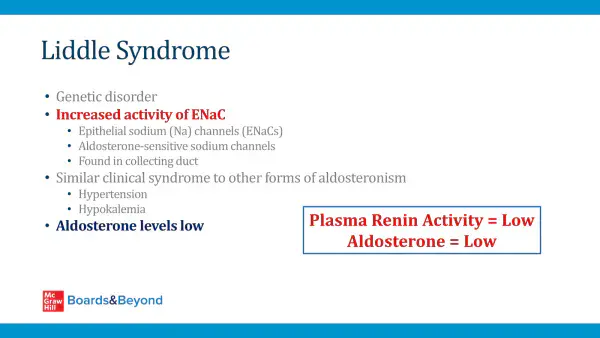 Liddle Syndrome
• Genetic disorder
• Increased activity of ENaC
• Epithelial sodium (Na) channels (ENaCs)
• Aldosterone-sensitive sodium channels
• Found in collecting duct
• Similar clinical syndrome to other forms of aldosteronism
• Hypertension
• Hypokalemia
• Aldosterone levels low
Plasma Renin Activity = Low
Aldosterone = Low
Mc
Graw
Hill
Boards&Beyond